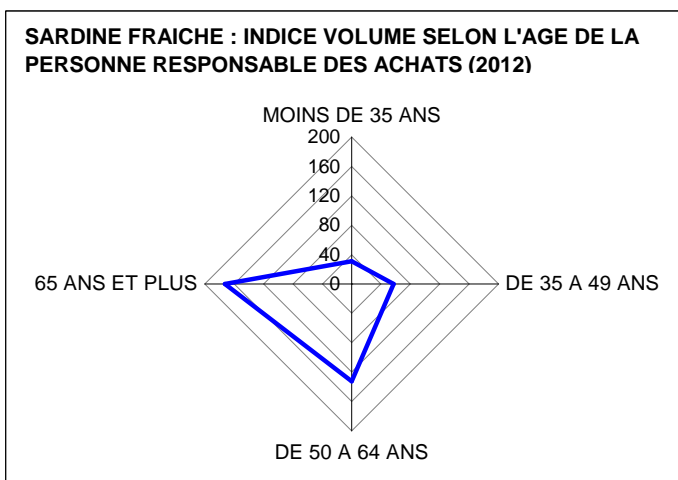 SARDINE FRAICHE : INDICE VOLUME SELON L'AGE DE LA
PERSONNE RESPONSABLE DES ACHATS (2012)
MOINS DE 35 ANS
200
160
120
80
40
0
65 ANS ET PLUS
DE 35 A 49 ANS
DE 50 A 64 ANS